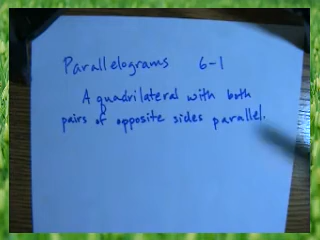 Parallelograms 6-1
A quadrilateral with both
pairs of opposite sides parallel.